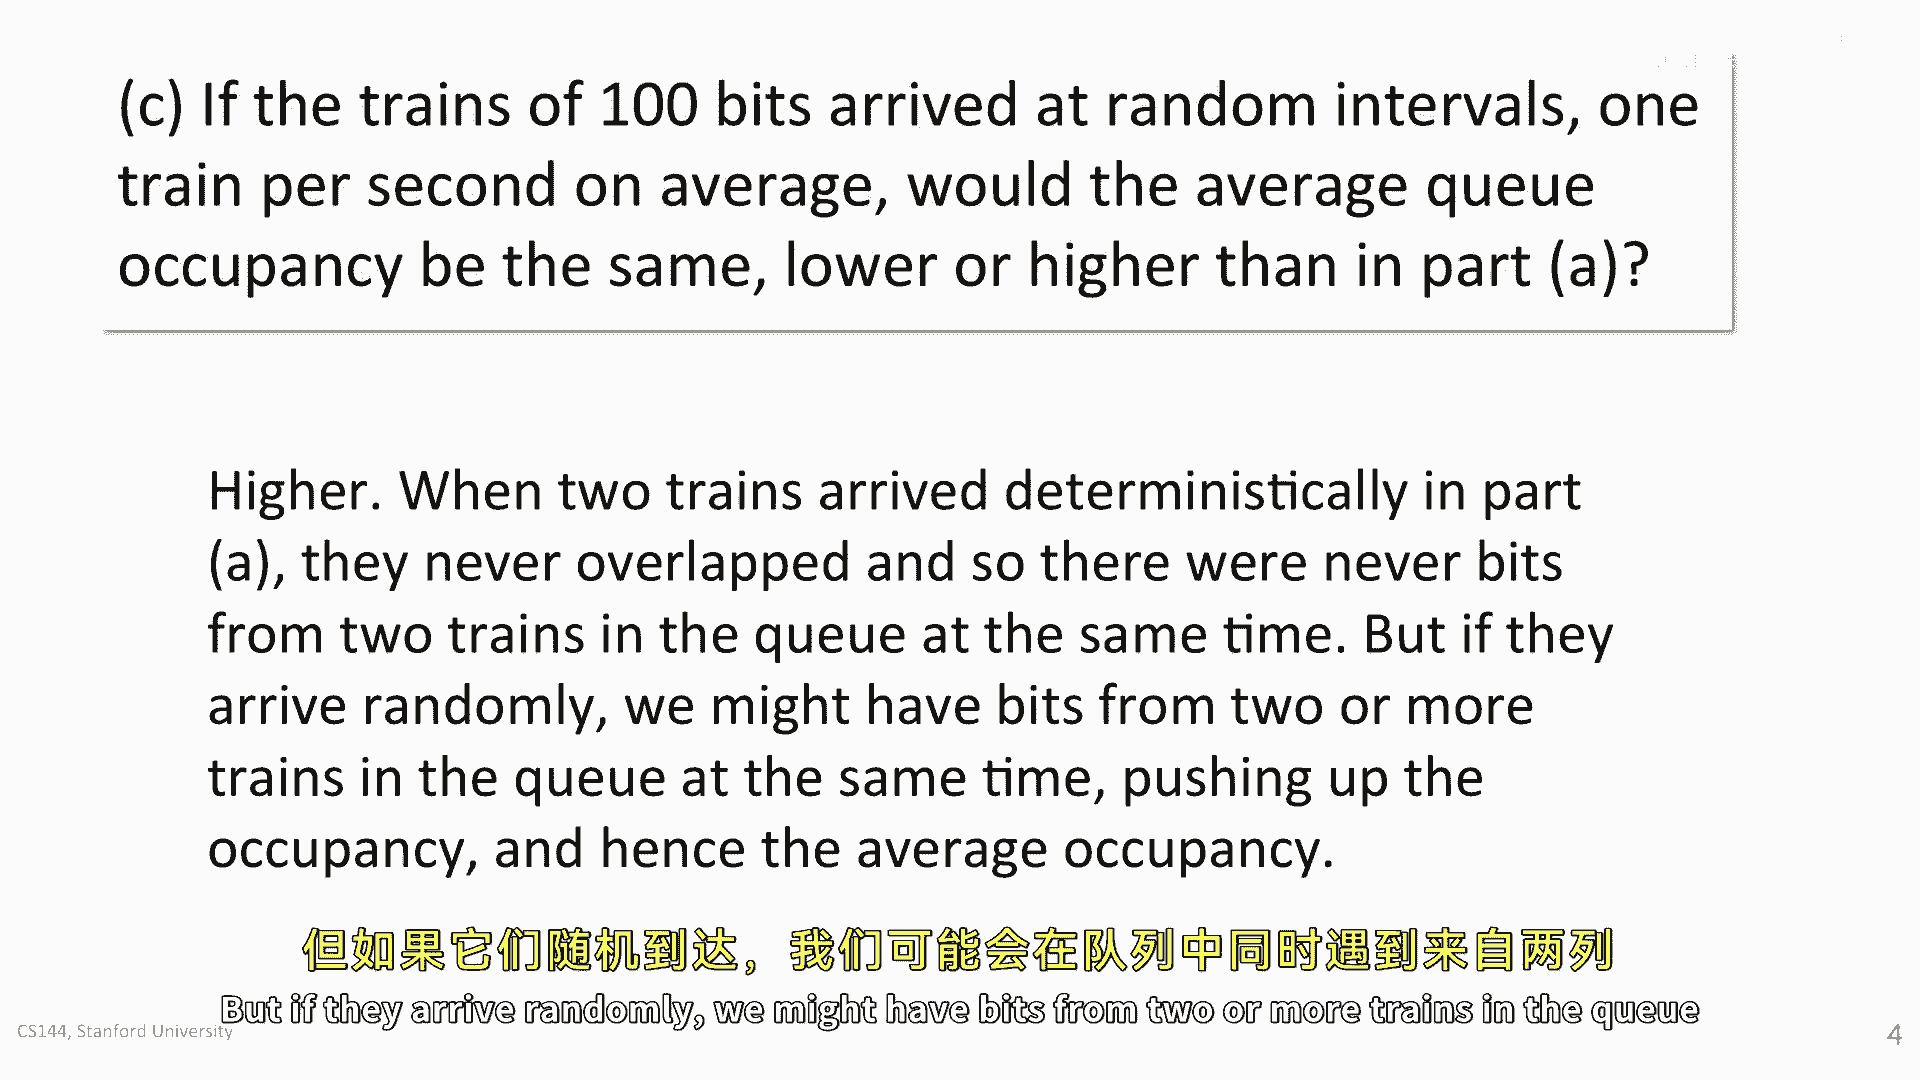 (c) If the trains of 100 bits arrived at random intervals, one
train per second on average, would the average queue
occupancy be the same, lower or higher than in part (a)?
Higher. When two trains arrived deterministically in part
(a), they never overlapped and so there were never bits
from two trains in the queue at the same time. But if they
arrive randomly, we might have bits from two or more
trains in the queue at the same time, pushing up the
occupancy, and hence the average occupancy.
但如果它们随机到达，我们可能会在队列中同时遇到来自两列
But if they arrive randomly, we might have bits from two or more trains in the queue
CS144, Stanford University
4